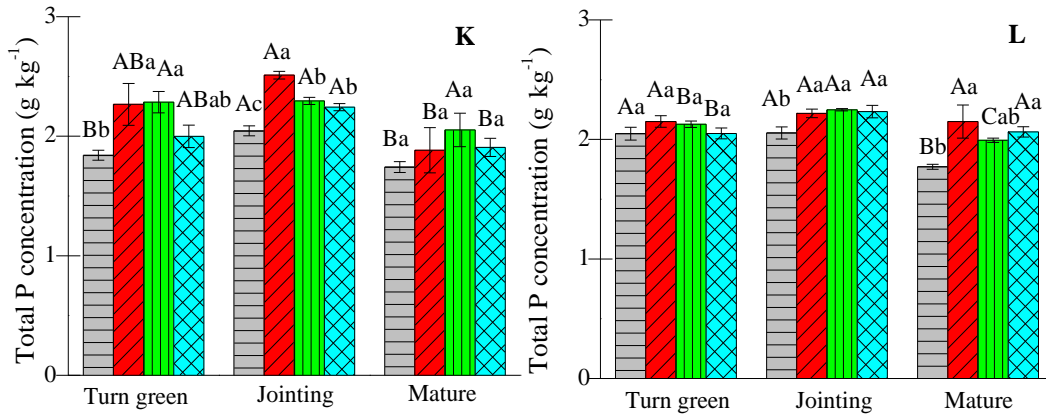 Total P concentration (g kg-1)
3
2
1
0
K
Bb ABa Aa ABab
Ac Aa Ab Ab
Ba Ba Aa Ba
Turn green Jointing Mature
Total P concentration (g kg-1)
3
2
1
0
L
Aa Aa Ba Ba
Ab Aa Aa Aa
Bb Aa Cab Aa
Turn green Jointing Mature